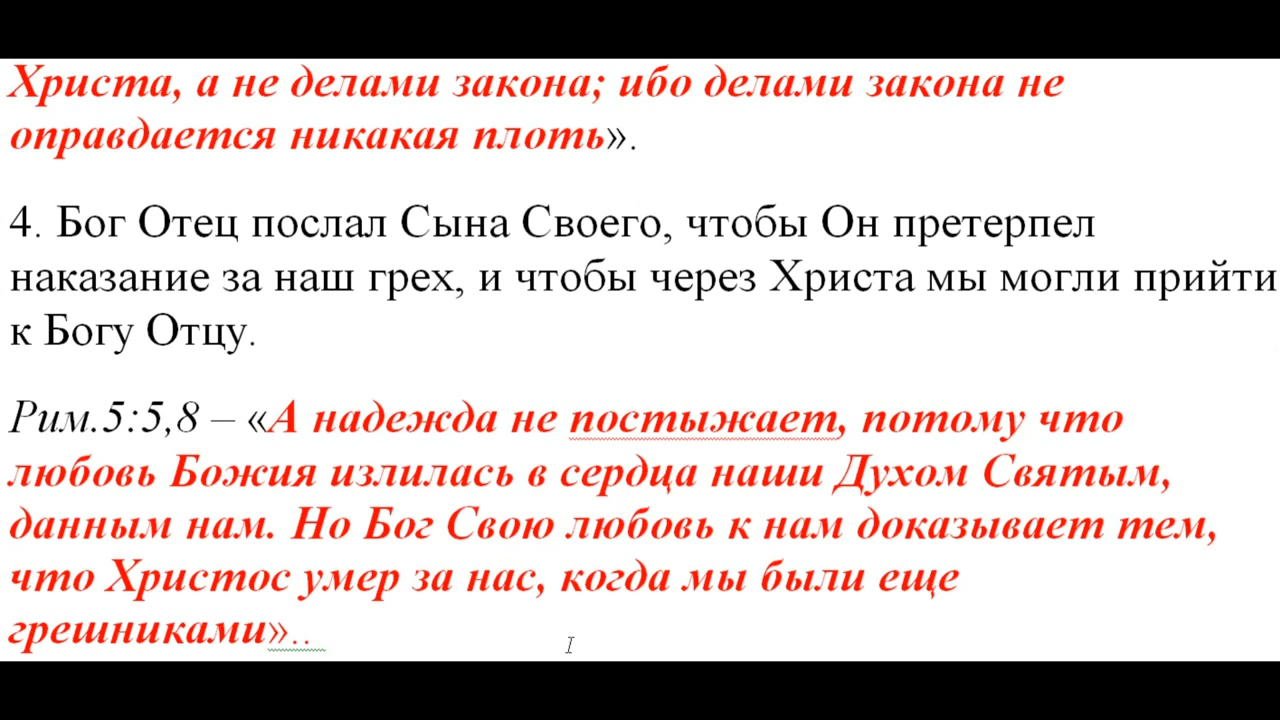 Христа, а не делами закона; ибо делами закона не
оправдается никакая плоть».
4. Бог Отец послал Сына Своего, чтобы Он претерпел
наказание за наш грех, и чтобы через Христа мы могли прийти
к Богу Отцу.
Рим.5:5,8 – «А надежда не постыжает, потому что
любовь Божия излилась в сердца наши Духом Святым,
данным нам. Но Бог Свою любовь к нам доказывает тем,
что Христос умер за нас, когда мы были еще
грешниками»..